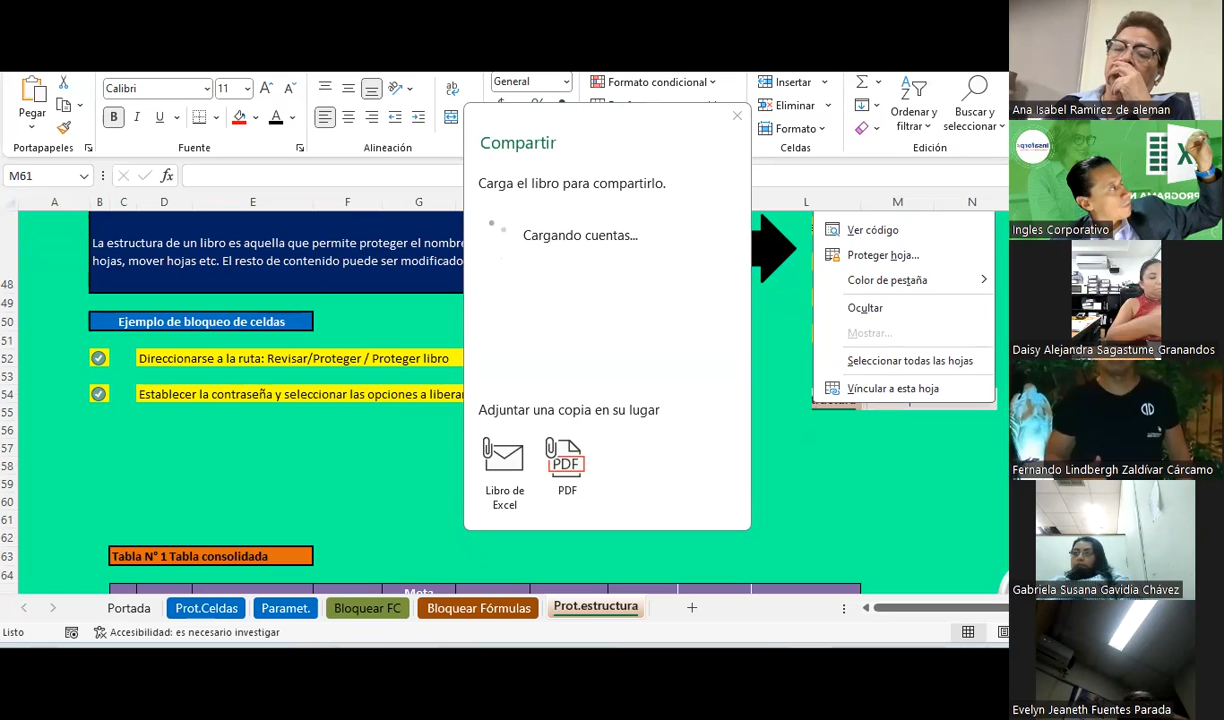 Calibri
11
General
Formato condicional
Insertar
Eliminar
Formato
Pegar
Ordenar y
filtrar
Buscar y
seleccionar
Portapapeles
Fuente
Alineación
Celdas
Edición
M61
fx
A B C D E F G L M N
Compartir
Carga el libro para compartirlo.
Cargando cuentas...
Adjuntar una copia en su lugar
Libro de
Excel
PDF
PDF
La estructura de un libro es aquella que permite proteger el nombre
hojas, mover hojas etc. El resto de contenido puede ser modificado
Ejemplo de bloqueo de celdas
Direccionarse a la ruta: Revisar/Proteger / Proteger libro
Establecer la contraseña y seleccionar las opciones a liberar
Tabla N° 1 Tabla consolidada
Meta
48
49
50
51
52
53
54
55
56
57
58
59
60
61
62
63
64
Ver código
Proteger hoja...
Color de pestaña
Ocultar
Mostrar...
Seleccionar todas las hojas
Vincular a esta hoja
Portada
Prot.Celdas
Paramet.
Bloquear FC
Bloquear Fórmulas
Prot.estructura
Listo
Accesibilidad: es necesario investigar
Ana Isabel Ramirez de aleman
Insaforp
Ingles Corporativo
Daisy Alejandra Sagastume Granandos
Fernando Lindbergh Zaldívar Cárcamo
Gabriela Susana Gavidia Chávez
Evelyn Jeaneth Fuentes Parada